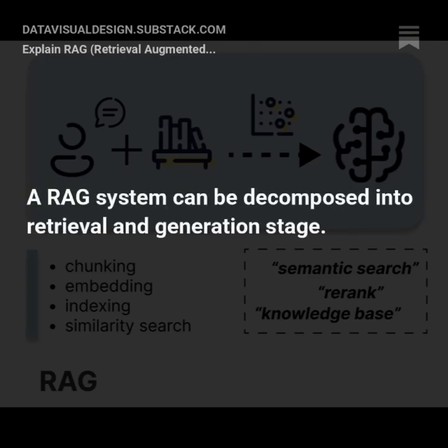 DATAVISUALDESIGN.SUBSTACK.COM
Explain RAG (Retrieval Augmented...
A RAG system can be decomposed into
retrieval and generation stage.
• chunking
• embedding
• indexing
• similarity search
"semantic search"
"rerank"
"knowledge base"
RAG